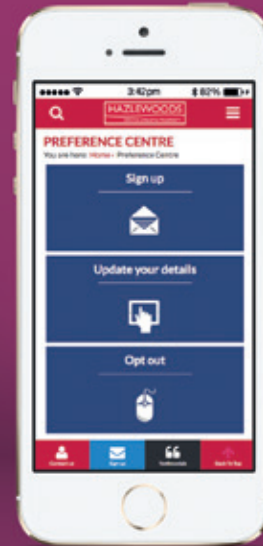 3:42pm
82%
HAZLEWOODS
PREFERENCE CENTRE
You are here: Home › Preference Centre
Sign up
Update your details
Opt out
Contact us
Sign up
Testimonials
Back To Top